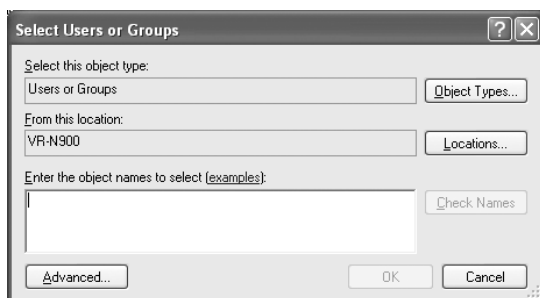 Select Users or Groups
Select this object type:
Users or Groups
Object Types...
From this location:
VR-N900
Locations...
Enter the object names to select (examples):
Check Names
Advanced...
OK
Cancel